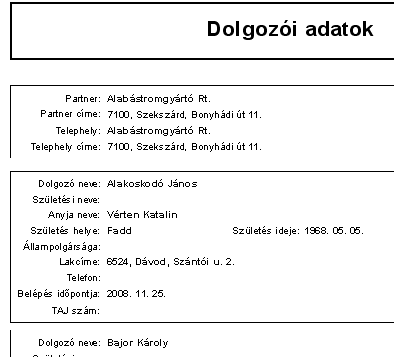 Dolgozói adatok
Partner: Alabástromgyártó Rt.
Partner címe: 7100, Szekszárd, Bonyhádi út 11.
Telephely: Alabástromgyártó Rt.
Telephely címe: 7100, Szekszárd, Bonyhádi út 11.
Dolgozó neve: Alakoskodó János
Születési neve:
Anyja neve: Vérten Katalin
Születés helye: Fadd Születés ideje: 1968. 05. 05.
Állampolgársága:
Lakcíme: 6524, Dávod, Szántói u. 2.
Telefon:
Belépés időpontja: 2008. 11. 25.
TAJ szám:
Dolgozó neve: Bajor Károly